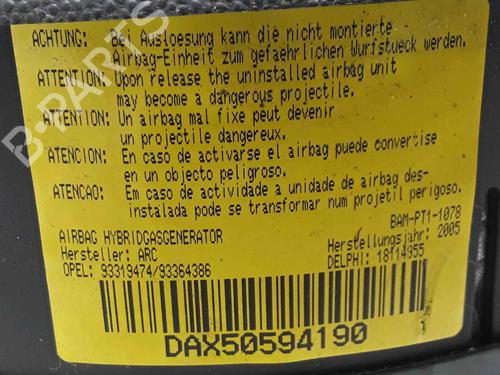 ACHTUNG: Bei Ausloesung kann die nicht montierte
Airbag-Einheit zum gefaehrlichen Wurfstueck werden.
ATTENTION: Upon release the uninstalled airbag unit
may become a dangerous projectile.
ATTENTION: Un airbag mal fixe peut devenir
un projectile dangereux.
ATENCION: En caso de activarse el airbag puede convertise
en un objecto peligroso.
ATENCAO: Em caso de actividade a unidade de airbag des-
instalada pode se transformar num projetil perigoso.
BAM-PT1-1078
AIRBAG HYBRIDGASGENERATOR
Herstellungsjahr: 2005
Hersteller: ARC
DELPHI: 18114955
OPEL: 93319474/93364386
DAX50594190
B-PARTS